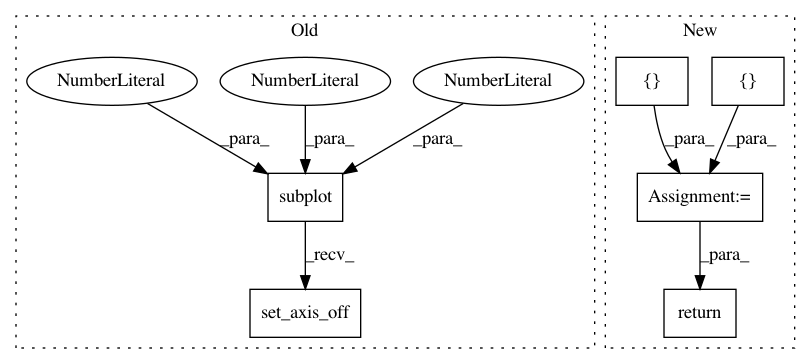 Old
New
NumberLiteral
NumberLiteral
NumberLiteral
{}
{}
_para_
_para_
_para_
_para_
_para_
subplot
Assignment:=
_recv_
_para_
set_axis_off
return